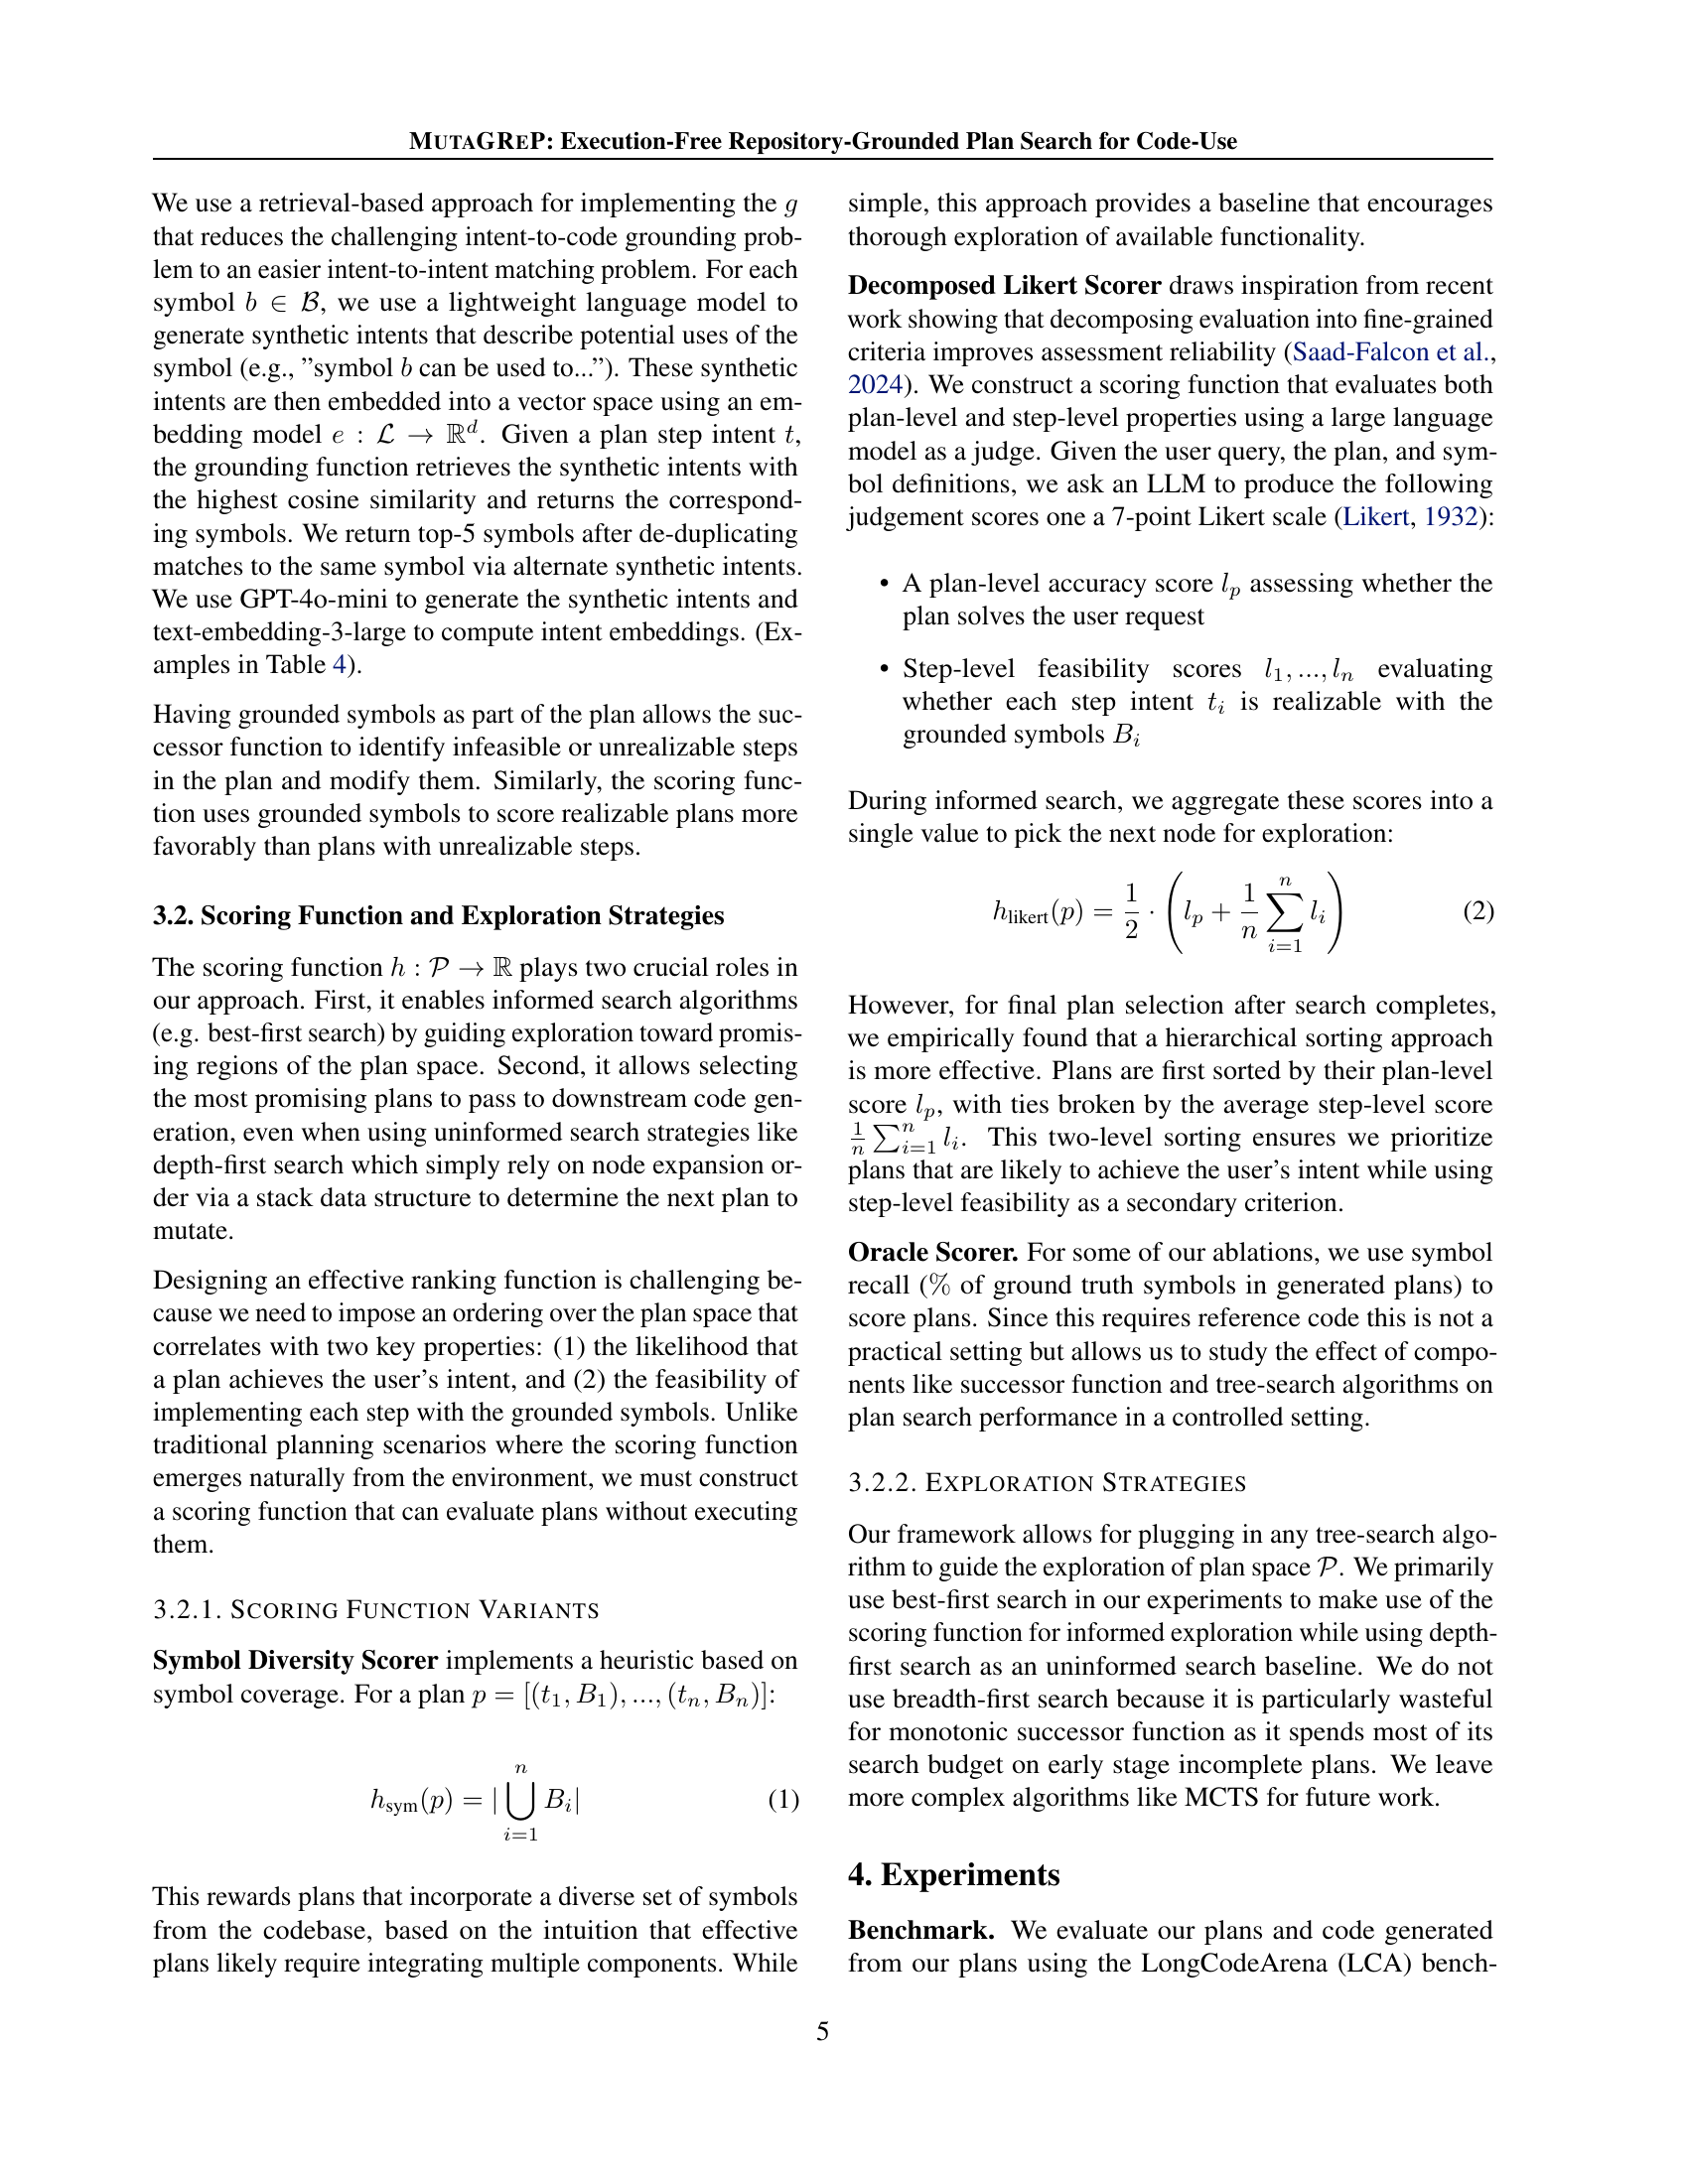 MUTAGREP: Execution-Free Repository-Grounded Plan Search for Code-Use
We use a retrieval-based approach for implementing the g
that reduces the challenging intent-to-code grounding prob-
lem to an easier intent-to-intent matching problem. For each
symbol b ∈ B, we use a lightweight language model to
generate synthetic intents that describe potential uses of the
symbol (e.g., ”symbol b can be used to...”). These synthetic
intents are then embedded into a vector space using an em-
bedding model e : L → ℝ^d. Given a plan step intent t,
the grounding function retrieves the synthetic intents with
the highest cosine similarity and returns the correspond-
ing symbols. We return top-5 symbols after de-duplicating
matches to the same symbol via alternate synthetic intents.
We use GPT-4o-mini to generate the synthetic intents and
text-embedding-3-large to compute intent embeddings. (Ex-
amples in Table 4).
Having grounded symbols as part of the plan allows the suc-
cessor function to identify infeasible or unrealizable steps
in the plan and modify them. Similarly, the scoring func-
tion uses grounded symbols to score realizable plans more
favorably than plans with unrealizable steps.
3.2. Scoring Function and Exploration Strategies
The scoring function h : P → ℝ plays two crucial roles in
our approach. First, it enables informed search algorithms
(e.g. best-first search) by guiding exploration toward promis-
ing regions of the plan space. Second, it allows selecting
the most promising plans to pass to downstream code gen-
eration, even when using uninformed search strategies like
depth-first search which simply rely on node expansion or-
der via a stack data structure to determine the next plan to
mutate.
Designing an effective ranking function is challenging be-
cause we need to impose an ordering over the plan space that
correlates with two key properties: (1) the likelihood that
a plan achieves the user’s intent, and (2) the feasibility of
implementing each step with the grounded symbols. Unlike
traditional planning scenarios where the scoring function
emerges naturally from the environment, we must construct
a scoring function that can evaluate plans without executing
them.
3.2.1. SCORING FUNCTION VARIANTS
Symbol Diversity Scorer implements a heuristic based on
symbol coverage. For a plan p = [(t_1, B_1), ..., (t_n, B_n)]:
h_sym(p) = | ⋃_{i=1}^{n} B_i| (1)
This rewards plans that incorporate a diverse set of symbols
from the codebase, based on the intuition that effective
plans likely require integrating multiple components. While
simple, this approach provides a baseline that encourages
thorough exploration of available functionality.
Decomposed Likert Scorer draws inspiration from recent
work showing that decomposing evaluation into fine-grained
criteria improves assessment reliability (Saad-Falcon et al.,
2024). We construct a scoring function that evaluates both
plan-level and step-level properties using a large language
model as a judge. Given the user query, the plan, and sym-
bol definitions, we ask an LLM to produce the following
judgement scores one a 7-point Likert scale (Likert, 1932):
• A plan-level accuracy score l_p assessing whether the
plan solves the user request
• Step-level feasibility scores l_1, ..., l_n evaluating
whether each step intent t_i is realizable with the
grounded symbols B_i
During informed search, we aggregate these scores into a
single value to pick the next node for exploration:
h_likert(p) = 1/2 · (l_p + 1/n ∑_{i=1}^{n} l_i) (2)
However, for final plan selection after search completes,
we empirically found that a hierarchical sorting approach
is more effective. Plans are first sorted by their plan-level
score l_p, with ties broken by the average step-level score
1/n ∑_{i=1}^{n} l_i. This two-level sorting ensures we prioritize
plans that are likely to achieve the user’s intent while using
step-level feasibility as a secondary criterion.
Oracle Scorer. For some of our ablations, we use symbol
recall (% of ground truth symbols in generated plans) to
score plans. Since this requires reference code this is not a
practical setting but allows us to study the effect of compo-
nents like successor function and tree-search algorithms on
plan search performance in a controlled setting.
3.2.2. EXPLORATION STRATEGIES
Our framework allows for plugging in any tree-search algo-
rithm to guide the exploration of plan space P. We primarily
use best-first search in our experiments to make use of the
scoring function for informed exploration while using depth-
first search as an uninformed search baseline. We do not
use breadth-first search because it is particularly wasteful
for monotonic successor function as it spends most of its
search budget on early stage incomplete plans. We leave
more complex algorithms like MCTS for future work.
4. Experiments
Benchmark. We evaluate our plans and code generated
from our plans using the LongCodeArena (LCA) bench-
5